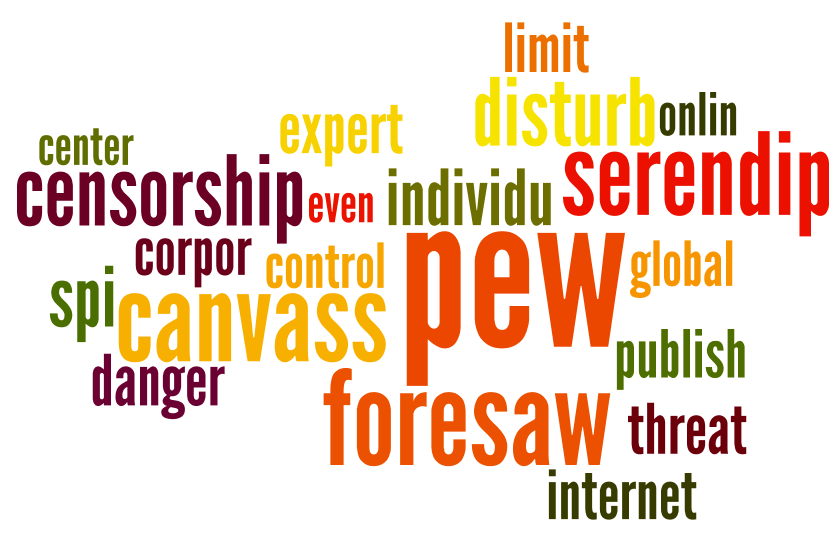 limit
disturb
onlin
expert
center
serendip
censorship
even
individu
corpor
control
pew
global
spi
canvass
publish
danger
foresaw
threat
internet